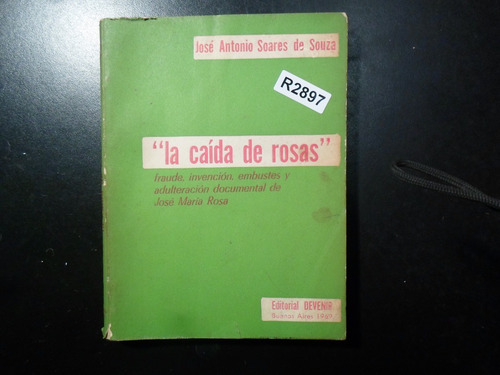 José Antonio Soares de Souza
R2897
"la caída de rosas"
fraude, invención, embustes y
adulteración documental de
José María Rosa
Editorial DEVENIR
Buenos Aires